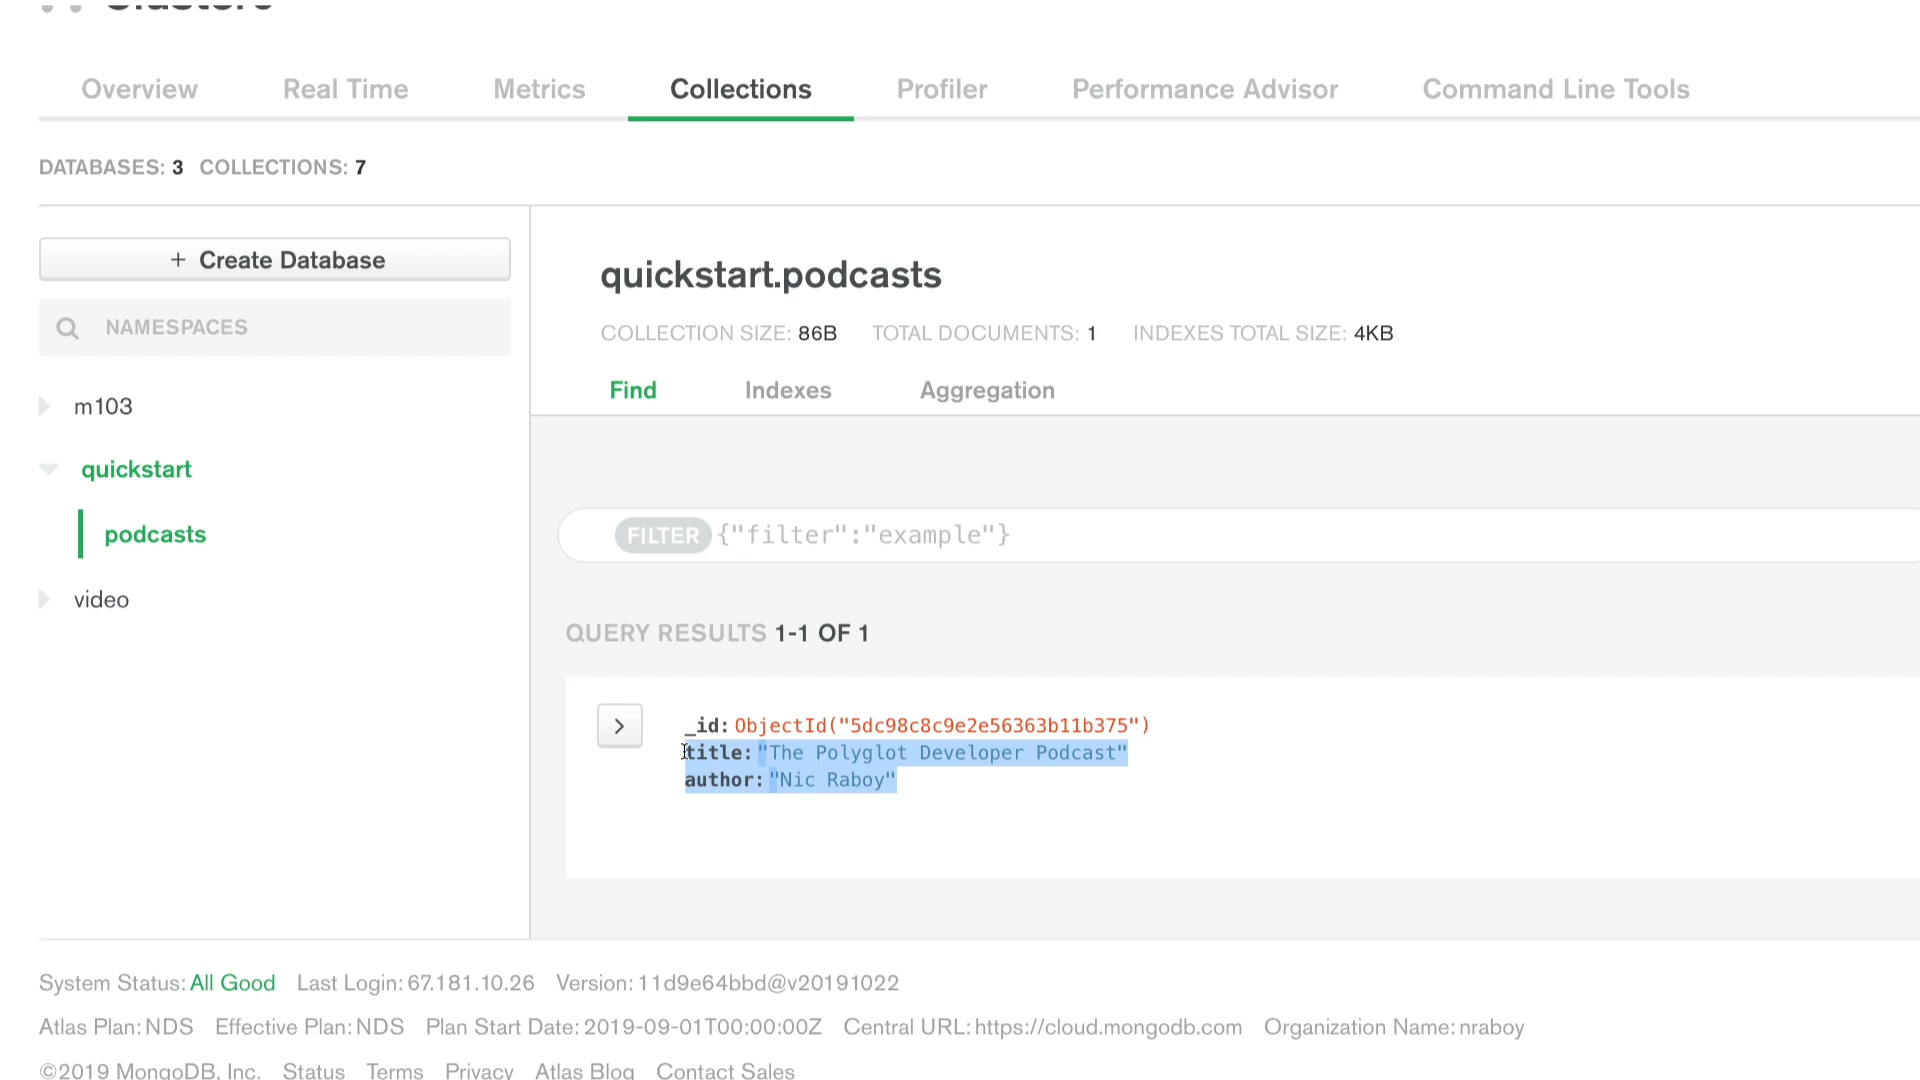 Clusters
Overview Real Time Metrics Collections Profiler Performance Advisor Command Line Tools
DATABASES: 3 COLLECTIONS: 7
+ Create Database
NAMESPACES
m103
quickstart
podcasts
video
quickstart.podcasts
COLLECTION SIZE: 86B TOTAL DOCUMENTS: 1 INDEXES TOTAL SIZE: 4KB
Find Indexes Aggregation
FILTER {"filter":"example"}
QUERY RESULTS 1-1 OF 1
_id: ObjectId("5dc98c8c9e2e56363b11b375")
title: "The Polyglot Developer Podcast"
author: "Nic Raboy"
System Status: All Good Last Login: 67.181.10.26 Version: 11d9e64bbd@v20191022
Atlas Plan: NDS Effective Plan: NDS Plan Start Date: 2019-09-01T00:00:00Z Central URL: https://cloud.mongodb.com Organization Name: nraboy
©2019 MongoDB, Inc. Status Terms Privacy Atlas Blog Contact Sales